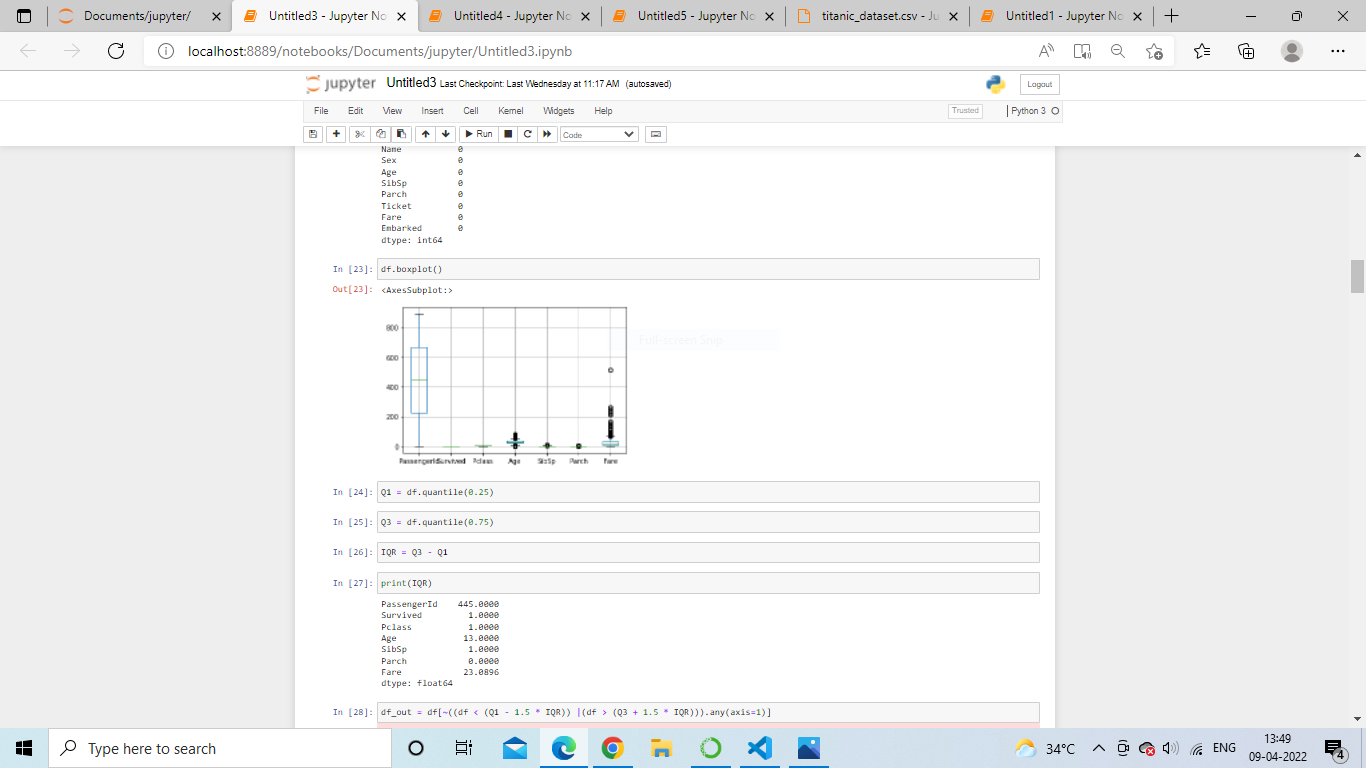 Documents/jupyter/
Untitled3 - Jupyter No
Untitled4 - Jupyter No
Untitled5 - Jupyter No
titanic_dataset.csv - Ju
Untitled1 - Jupyter No
localhost:8889/notebooks/Documents/jupyter/Untitled3.ipynb
jupyter Untitled3 Last Checkpoint: Last Wednesday at 11:17 AM (autosaved)
Logout
File Edit View Insert Cell Kernel Widgets Help
Trusted
Python 3
Run
Code
Name 0
Sex 0
Age 0
SibSp 0
Parch 0
Ticket 0
Fare 0
Embarked 0
dtype: int64
In [23]: df.boxplot()
Out[23]: <AxesSubplot:>
Full-screen Snip
800
600
400
200
0
PassengerId Survived Pclass Age SibSp Parch Fare
In [24]: Q1 = df.quantile(0.25)
In [25]: Q3 = df.quantile(0.75)
In [26]: IQR = Q3 - Q1
In [27]: print(IQR)
PassengerId 445.0000
Survived 1.0000
Pclass 1.0000
Age 13.0000
SibSp 1.0000
Parch 0.0000
Fare 23.0896
dtype: float64
In [28]: df_out = df[~((df < (Q1 - 1.5 * IQR)) |(df > (Q3 + 1.5 * IQR))).any(axis=1)]
Type here to search
34°C
ENG
13:49
09-04-2022
4